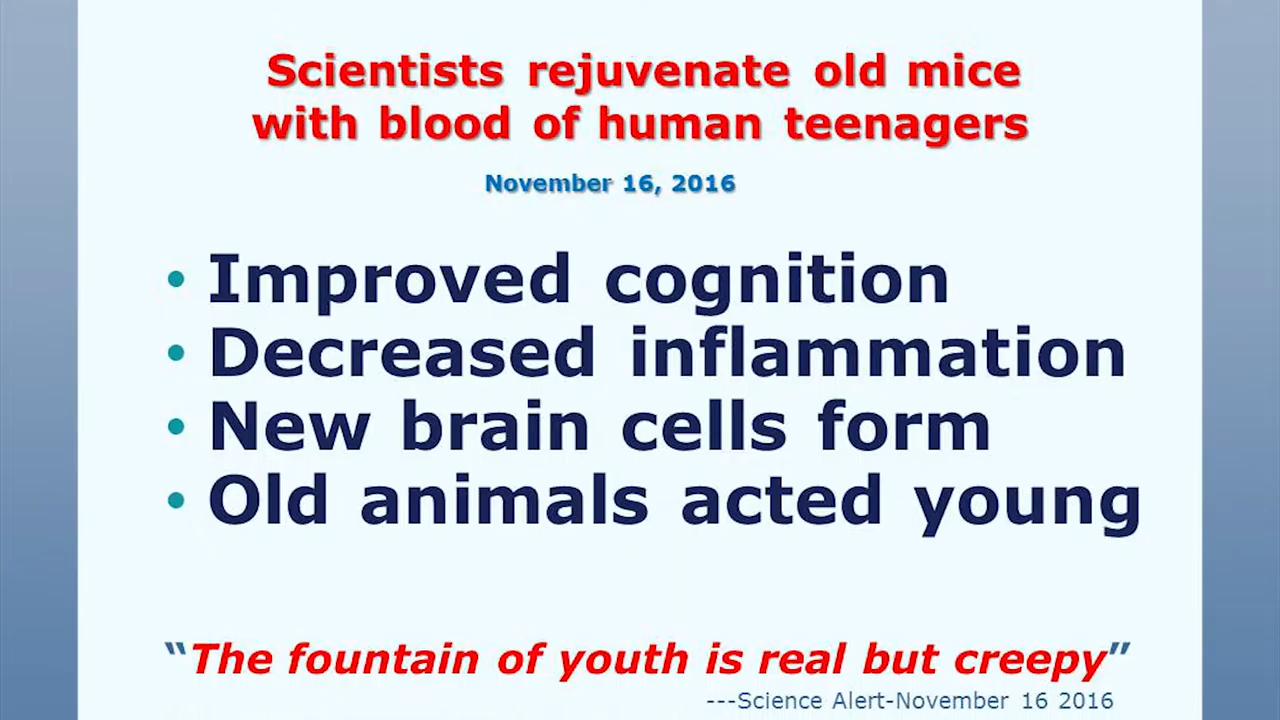 Scientists rejuvenate old mice
with blood of human teenagers
November 16, 2016
• Improved cognition
• Decreased inflammation
• New brain cells form
• Old animals acted young
“The fountain of youth is real but creepy”
---Science Alert-November 16 2016